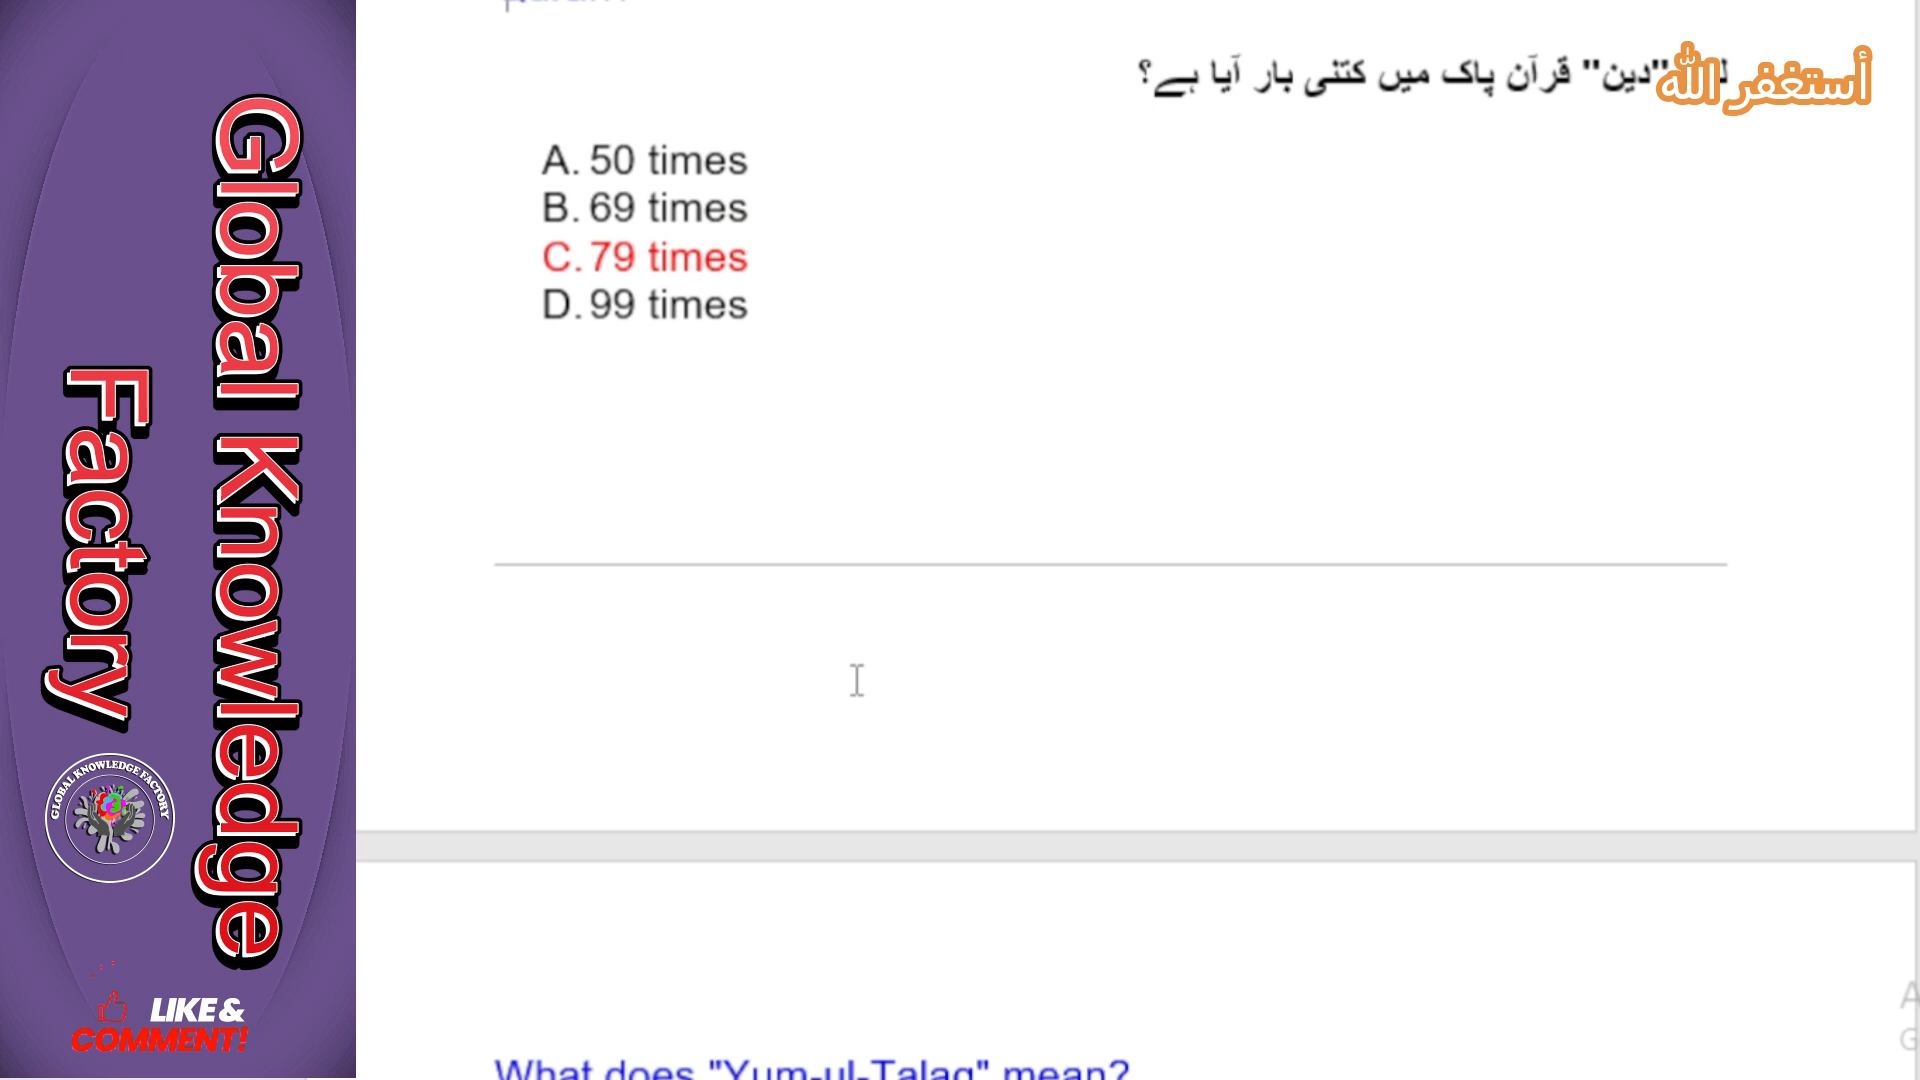 Global Knowledge
Factory
GLOBAL KNOWLEDGE FACTORY
LIKE &
COMMENT!
"دین" قرآن پاک میں کتنی بار آیا ہے؟
أستغفر الله
A. 50 times
B. 69 times
C. 79 times
D. 99 times
What does "Yum-ul-Talaq" mean?